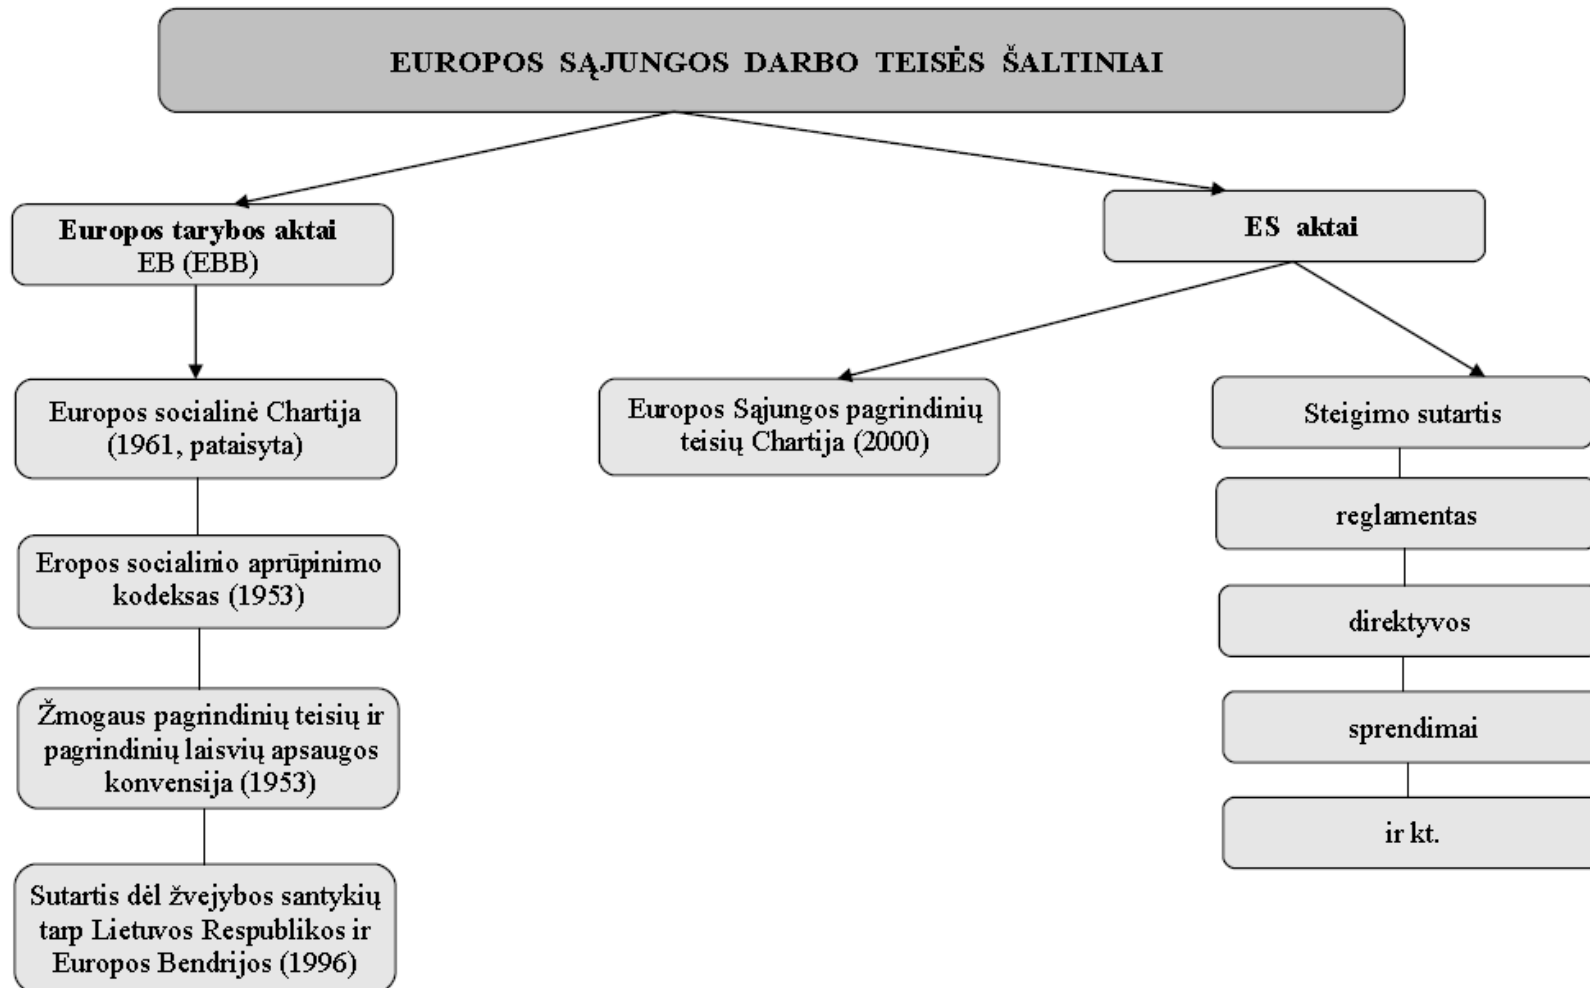 EUROPOS SĄJUNGOS DARBO TEISĖS ŠALTINIAI
Europos tarybos aktai
EB (EBB)
ES aktai
Europos socialinė Chartija
(1961, pataisyta)
Europos Sąjungos pagrindinių
teisių Chartija (2000)
Steigimo sutartis
reglamentas
Eropos socialinio aprūpinimo
kodeksas (1953)
direktyvos
Žmogaus pagrindinių teisių ir
pagrindinių laisvių apsaugos
konvensija (1953)
sprendimai
ir kt.
Sutartis dėl žvejybos santykių
tarp Lietuvos Respublikos ir
Europos Bendrijos (1996)